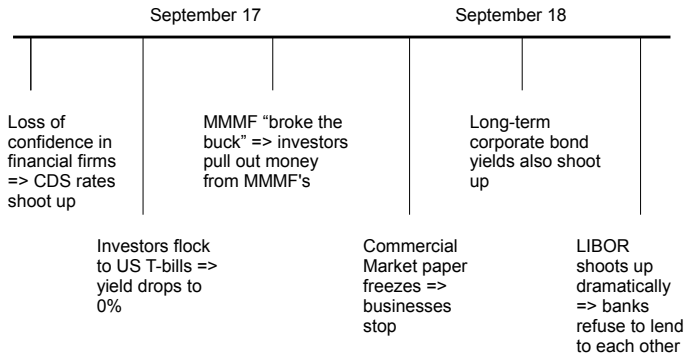 September 17
September 18
Loss of
confidence in
financial firms
=> CDS rates
shoot up
MMMF “broke the
buck” => investors
pull out money
from MMMF's
Long-term
corporate bond
yields also shoot
up
Investors flock
to US T-bills =>
yield drops to
0%
Commercial
Market paper
freezes =>
businesses
stop
LIBOR
shoots up
dramatically
=> banks
refuse to lend
to each other